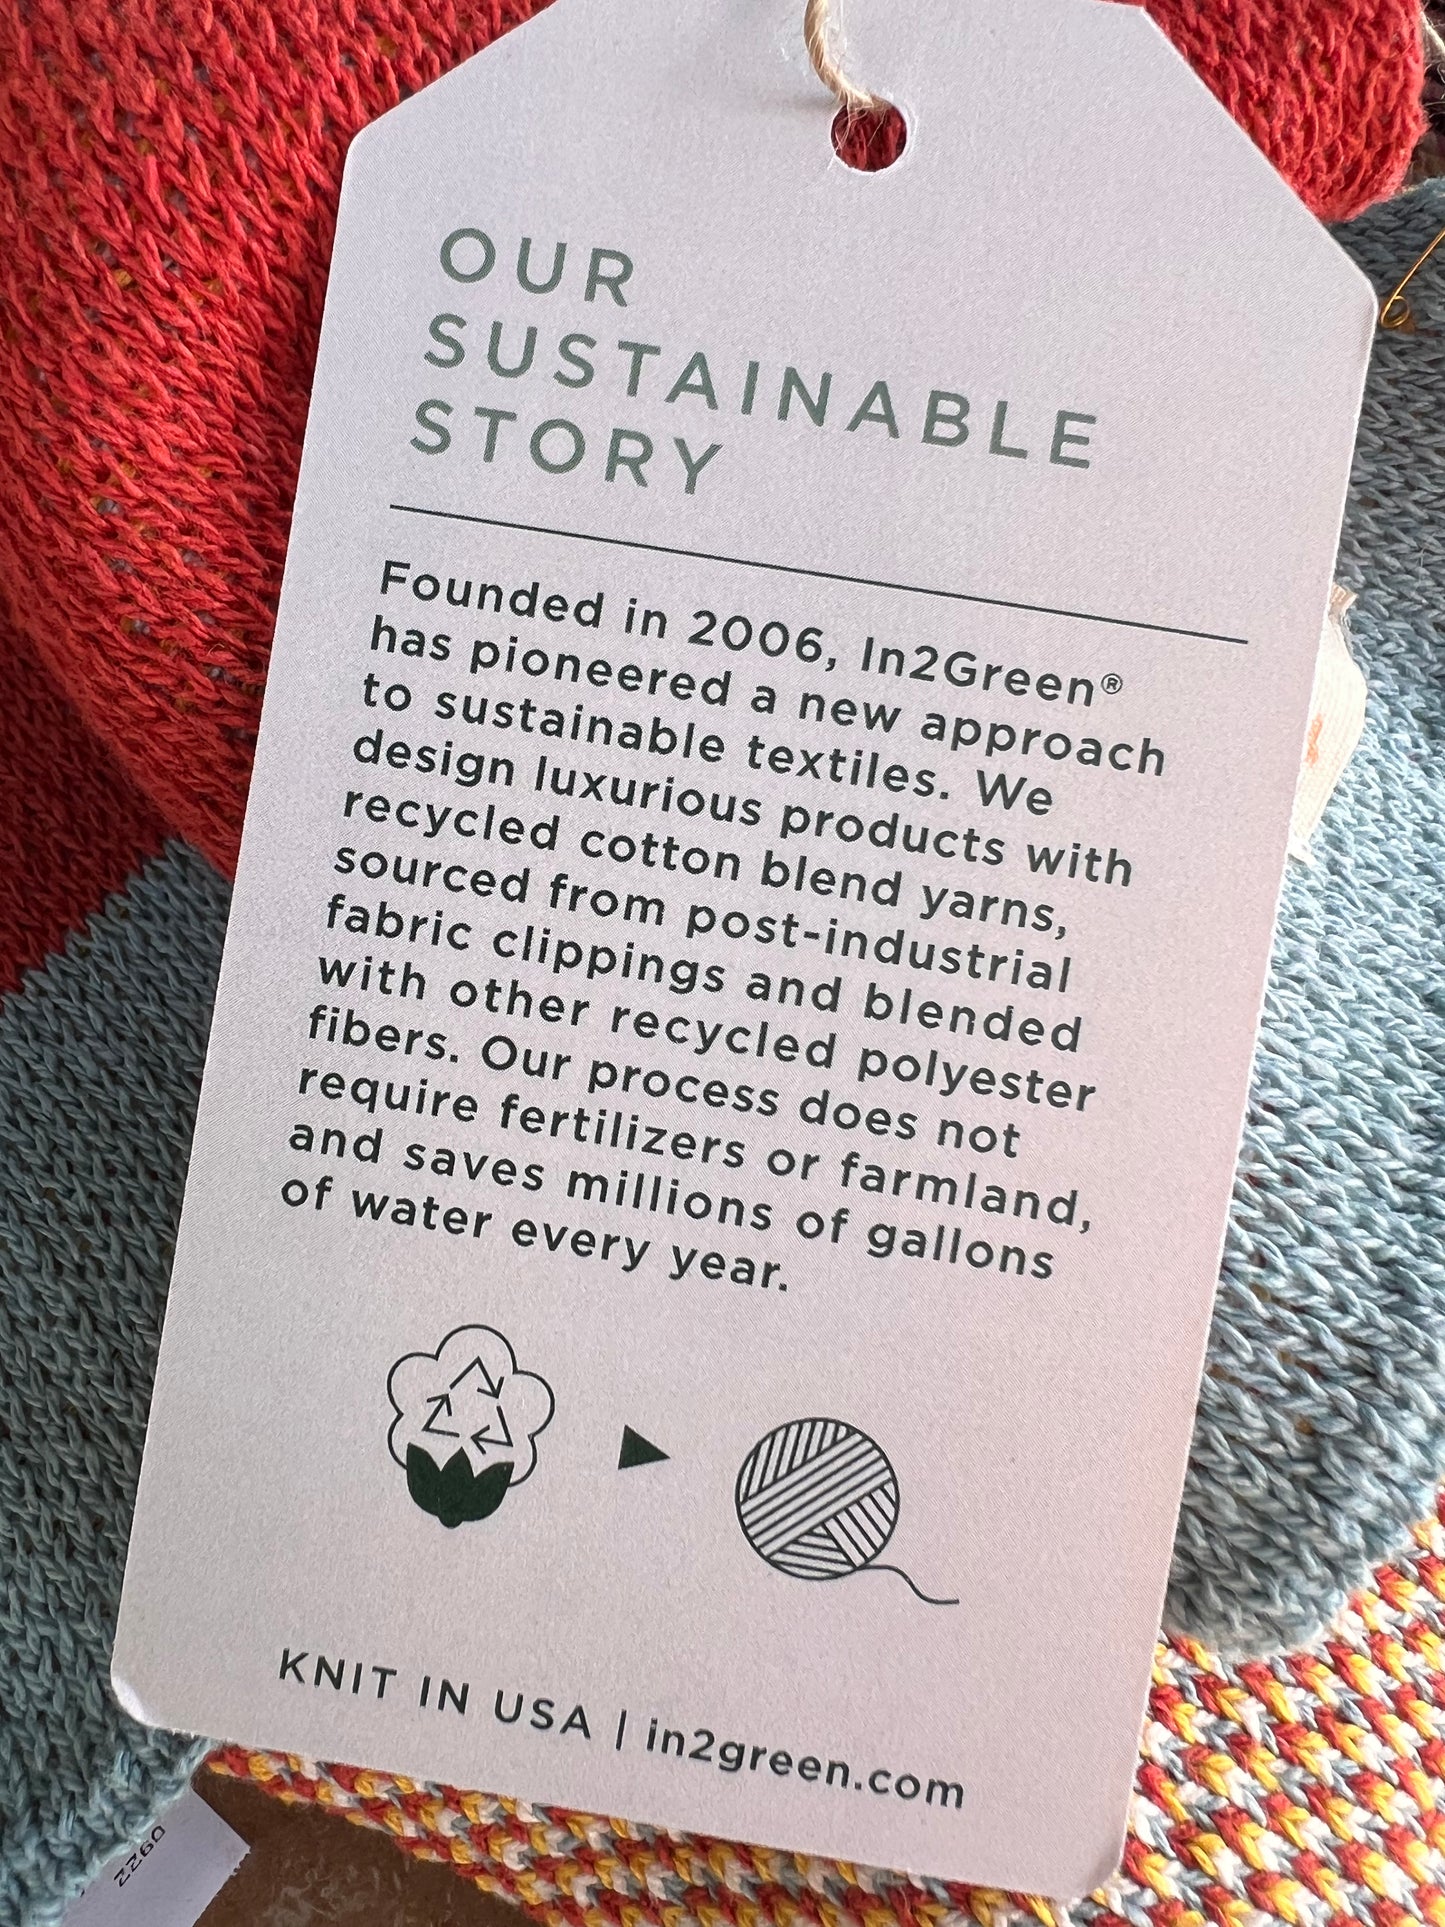 OUR
SUSTAINABLE
STORY
Founded in 2006, In2Green®
has pioneered a new approach
to sustainable textiles. We
design luxurious products with
recycled cotton blend yarns,
sourced from post-industrial
fabric clippings and blended
with other recycled polyester
fibers. Our process does not
require fertilizers or farmland,
and saves millions of gallons
of water every year.
KNIT IN USA | in2green.com